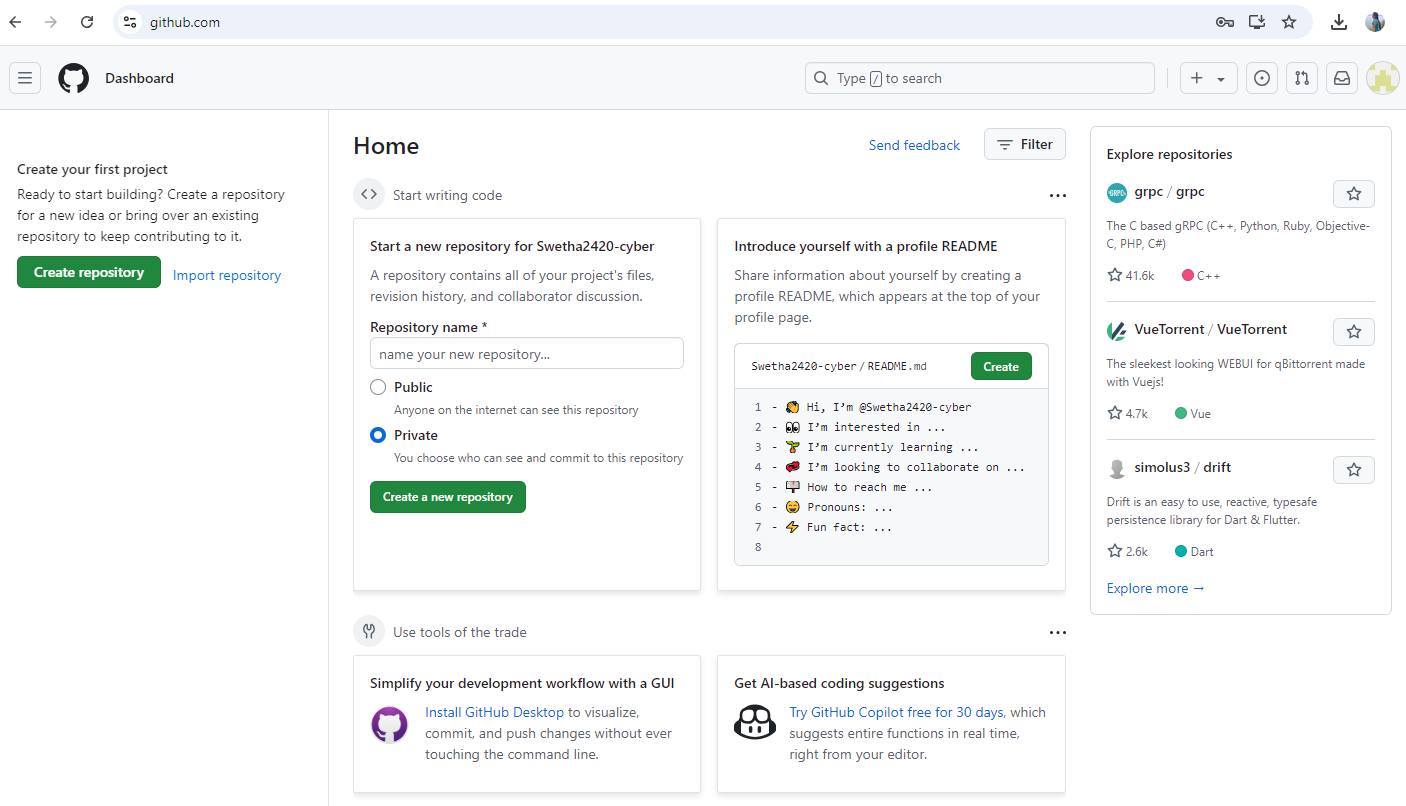 github.com
Dashboard
Type / to search
Create your first project
Ready to start building? Create a repository
for a new idea or bring over an existing
repository to keep contributing to it.
Create repository
Import repository
Home
Send feedback
Filter
Start writing code
Start a new repository for Swetha2420-cyber
A repository contains all of your project's files,
revision history, and collaborator discussion.
Repository name *
name your new repository...
Public
Anyone on the internet can see this repository
Private
You choose who can see and commit to this repository
Create a new repository
Introduce yourself with a profile README
Share information about yourself by creating a
profile README, which appears at the top of your
profile page.
Swetha2420-cyber / README.md
Create
1 - 👋 Hi, I’m @Swetha2420-cyber
2 - 👀 I’m interested in ...
3 - 🌱 I’m currently learning ...
4 - 💞️ I’m looking to collaborate on ...
5 - 📫 How to reach me ...
6 - 😄 Pronouns: ...
7 - ⚡ Fun fact: ...
8
Use tools of the trade
Simplify your development workflow with a GUI
Install GitHub Desktop to visualize,
commit, and push changes without ever
touching the command line.
Get AI-based coding suggestions
Try GitHub Copilot free for 30 days, which
suggests entire functions in real time,
right from your editor.
Explore repositories
GRPC
grpc / grpc
The C based gRPC (C++, Python, Ruby, Objective-
C, PHP, C#)
41.6k
C++
VueTorrent / VueTorrent
The sleekest looking WEBUI for qBittorrent made
with Vuejs!
4.7k
Vue
simolus3 / drift
Drift is an easy to use, reactive, typesafe
persistence library for Dart & Flutter.
2.6k
Dart
Explore more →